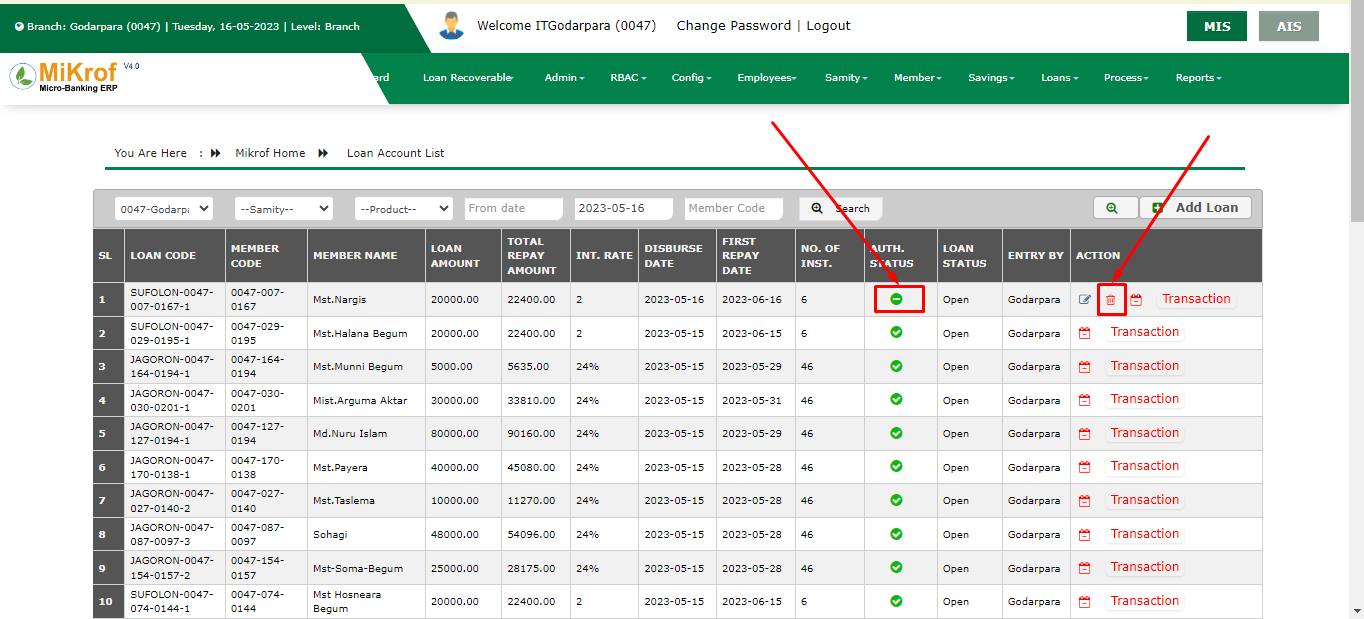 Branch: Godarpara (0047) | Tuesday, 16-05-2023 | Level: Branch
Welcome ITGodarpara (0047) Change Password | Logout
MIS AIS
MiKrof V4.0
Micro-Banking ERP
ard Loan Recoverable Admin RBAC Config Employees Samity Member Savings Loans Process Reports
You Are Here : Mikrof Home Loan Account List
0047-Godarpa --Samity-- --Product-- From date 2023-05-16 Member Code Search Add Loan
SL LOAN CODE MEMBER CODE MEMBER NAME LOAN AMOUNT TOTAL REPAY AMOUNT INT. RATE DISBURSE DATE FIRST REPAY DATE NO. OF INST. AUTH. STATUS LOAN STATUS ENTRY BY ACTION
1 SUFOLON-0047-007-0167-1 0047-007-0167 Mst.Nargis 20000.00 22400.00 2 2023-05-16 2023-06-16 6 Open Godarpara Transaction
2 SUFOLON-0047-029-0195-1 0047-029-0195 Mst.Halana Begum 20000.00 22400.00 2 2023-05-15 2023-06-15 6 Open Godarpara Transaction
3 JAGORON-0047-164-0194-1 0047-164-0194 Mst.Munni Begum 5000.00 5635.00 24% 2023-05-15 2023-05-29 46 Open Godarpara Transaction
4 JAGORON-0047-030-0201-1 0047-030-0201 Mist.Arguma Aktar 30000.00 33810.00 24% 2023-05-15 2023-05-31 46 Open Godarpara Transaction
5 JAGORON-0047-127-0194-1 0047-127-0194 Md.Nuru Islam 80000.00 90160.00 24% 2023-05-15 2023-05-29 46 Open Godarpara Transaction
6 JAGORON-0047-170-0138-1 0047-170-0138 Mst.Payera 40000.00 45080.00 24% 2023-05-15 2023-05-28 46 Open Godarpara Transaction
7 JAGORON-0047-027-0140-2 0047-027-0140 Mst.Taslema 10000.00 11270.00 24% 2023-05-15 2023-05-28 46 Open Godarpara Transaction
8 JAGORON-0047-087-0097-3 0047-087-0097 Sohagi 48000.00 54096.00 24% 2023-05-15 2023-05-28 46 Open Godarpara Transaction
9 JAGORON-0047-154-0157-2 0047-154-0157 Mst-Soma-Begum 25000.00 28175.00 24% 2023-05-15 2023-05-28 46 Open Godarpara Transaction
10 SUFOLON-0047-074-0144-1 0047-074-0144 Mst Hosneara Begum 20000.00 22400.00 2 2023-05-15 2023-06-15 6 Open Godarpara Transaction